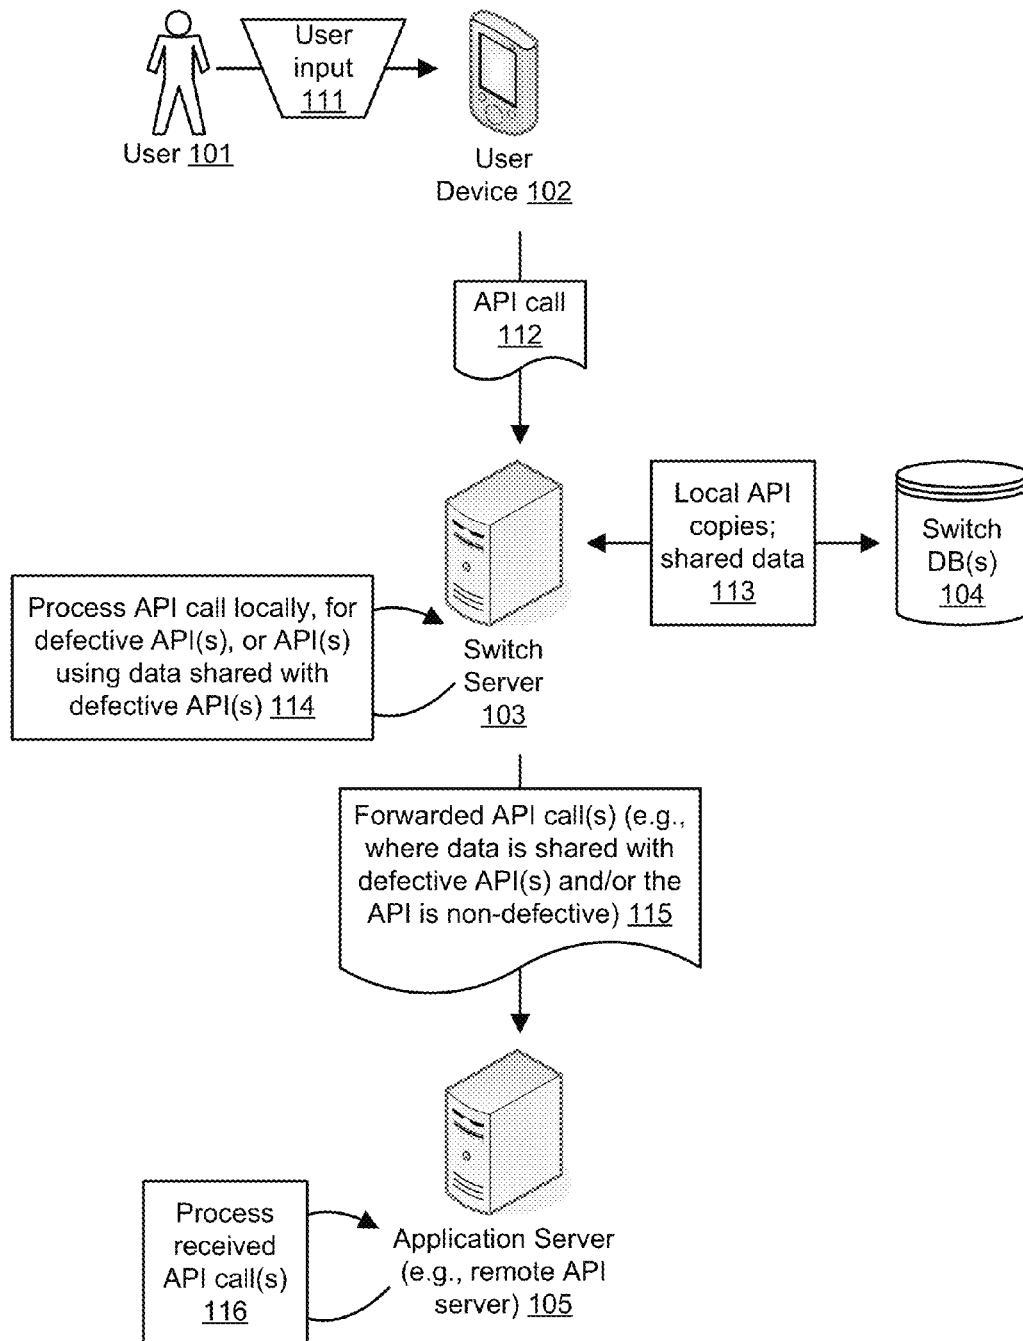 User
input
111
User 101
User
Device 102
API call
112
Local API
copies;
shared data
113
Switch
DB(s)
104
Process API call locally, for
defective API(s), or API(s)
using data shared with
defective API(s) 114
Switch
Server
103
Forwarded API call(s) (e.g.,
where data is shared with
defective API(s) and/or the
API is non-defective) 115
Process
received
API call(s)
116
Application Server
(e.g., remote API
server) 105